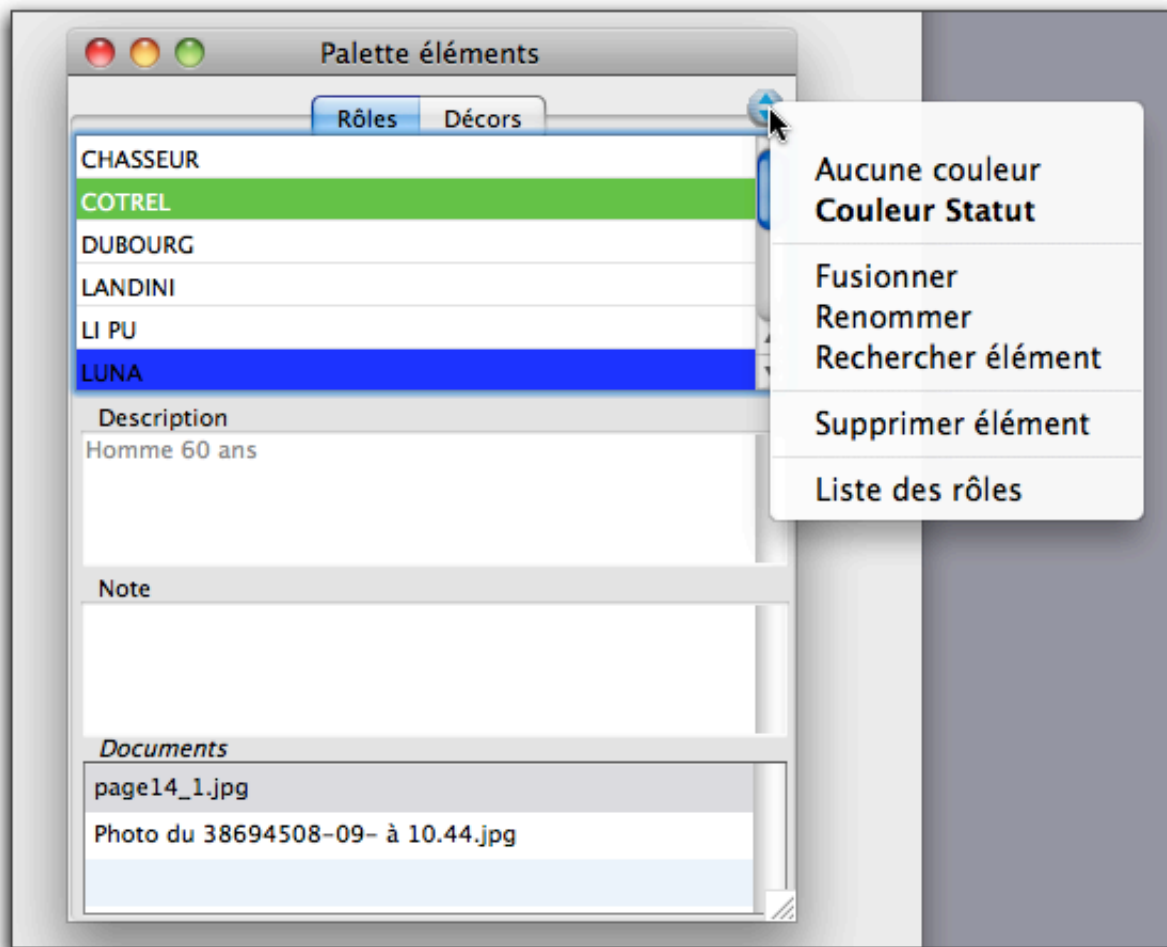 Palette éléments
Rôles Décors
CHASSEUR
COTREL
DUBOURG
LANDINI
LI PU
LUNA
Description
Homme 60 ans
Note
Documents
page14_1.jpg
Photo du 38694508-09- à 10.44.jpg
Aucune couleur
Couleur Statut
Fusionner
Renommer
Rechercher élément
Supprimer élément
Liste des rôles